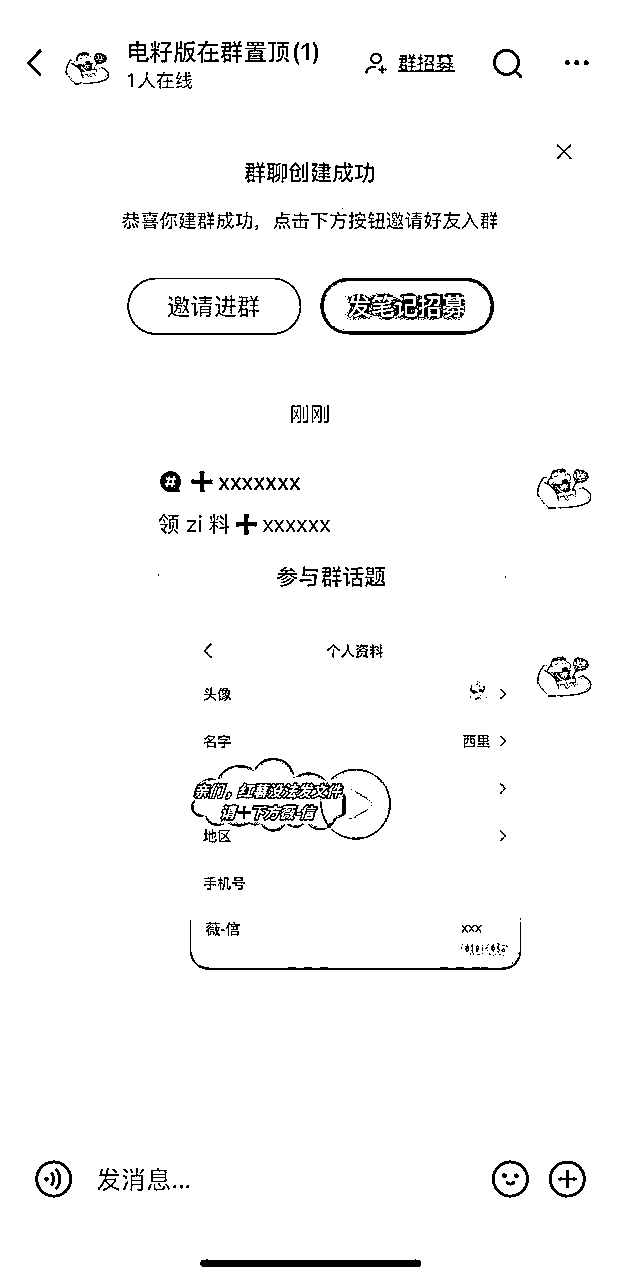 电籽版在群置顶(1)
1人在线
群招募
群聊创建成功
恭喜你建群成功，点击下方按钮邀请好友入群
邀请进群
发笔记招募
刚刚
# ➕xxxxxxx
领 zi 料➕xxxxxx
参与群话题
个人资料
头像
名字
西里
亲们，红薯没法发文件
请➕下方薇-信
地区
手机号
薇-信
xxx
发消息...